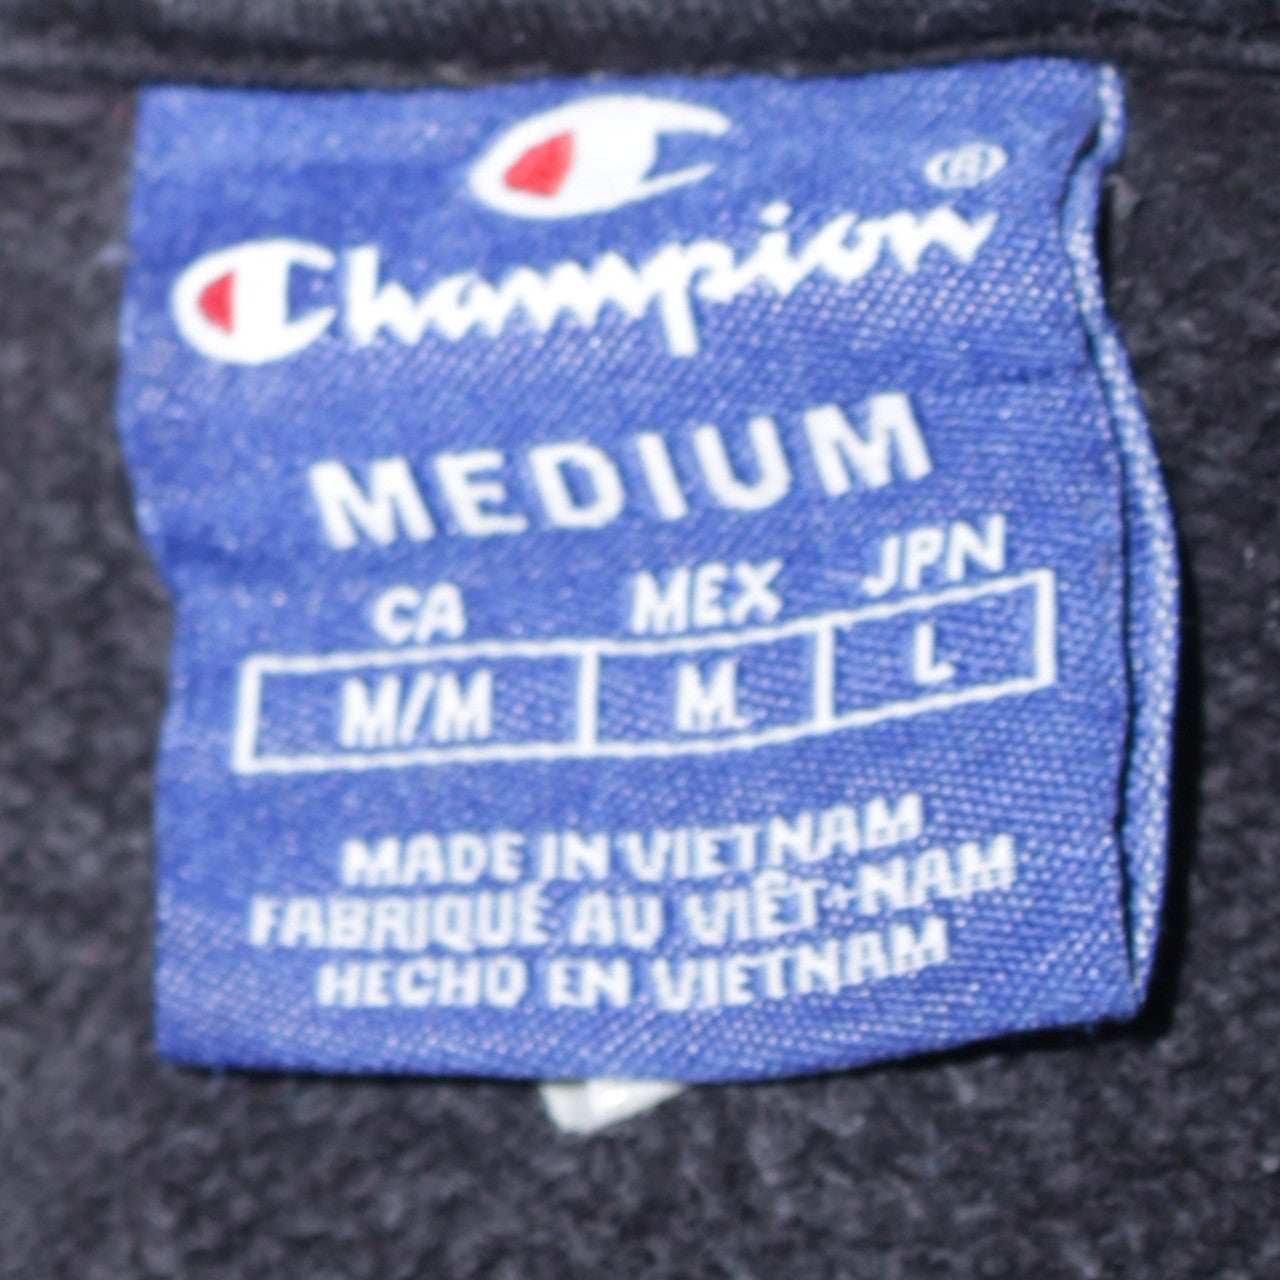 Champion®
MEDIUM
CA MEX JPN
M/M M L
MADE IN VIETNAM
FABRIQUÉ AU VIÊT-NAM
HECHO EN VIETNAM